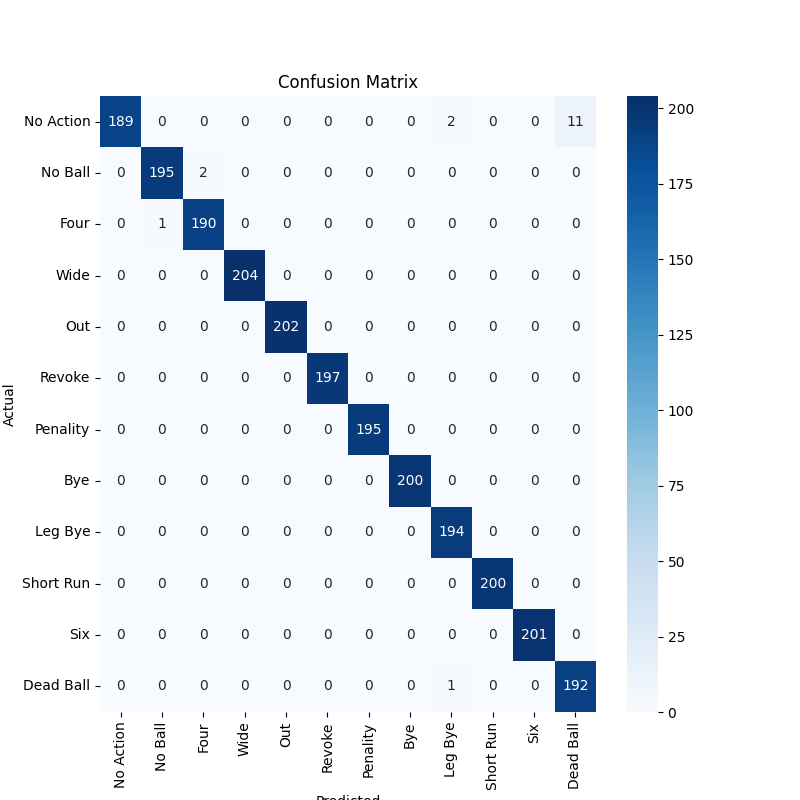 Confusion Matrix
No Action 189 0 0 0 0 0 0 0 2 0 0 11
No Ball 0 195 2 0 0 0 0 0 0 0 0 0
Four 0 1 190 0 0 0 0 0 0 0 0 0
Wide 0 0 0 204 0 0 0 0 0 0 0 0
Out 0 0 0 0 202 0 0 0 0 0 0 0
Revoke 0 0 0 0 0 197 0 0 0 0 0 0
Penality 0 0 0 0 0 0 195 0 0 0 0 0
Bye 0 0 0 0 0 0 0 200 0 0 0 0
Leg Bye 0 0 0 0 0 0 0 0 194 0 0 0
Short Run 0 0 0 0 0 0 0 0 0 200 0 0
Six 0 0 0 0 0 0 0 0 0 0 201 0
Dead Ball 0 0 0 0 0 0 0 0 1 0 0 192
Actual
No Action No Ball Four Wide Out Revoke Penality Bye Leg Bye Short Run Six Dead Ball
Predicted
200
175
150
125
100
75
50
25
0